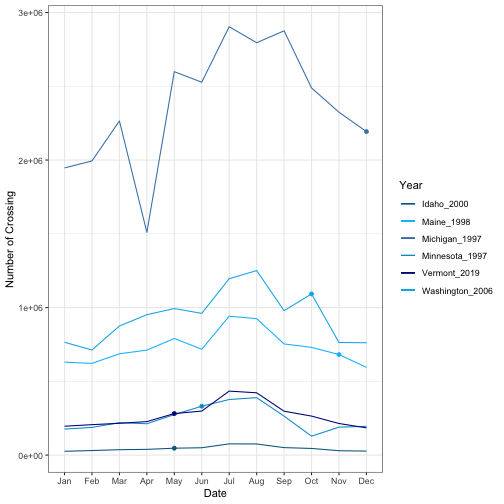 3e+06
2e+06
1e+06
0e+00
Number of Crossing
Jan Feb Mar Apr May Jun Jul Aug Sep Oct Nov Dec
Date
Year
Idaho_2000
Maine_1998
Michigan_1997
Minnesota_1997
Vermont_2019
Washington_2006